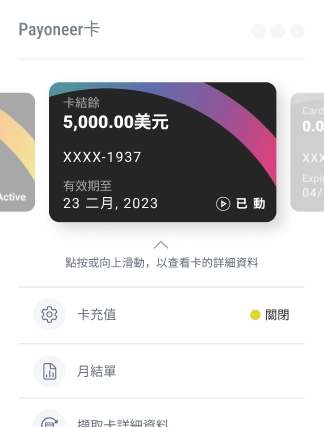 Payoneer卡
卡結餘
5,000.00美元
XXXX-1937
有效期至
23 二月, 2023
已 動
Active
Card
0.0
XXX
Expi
04/
點按或向上滑動，以查看卡的詳細資料
卡充值
關閉
月結單
擷取卡詳細資料